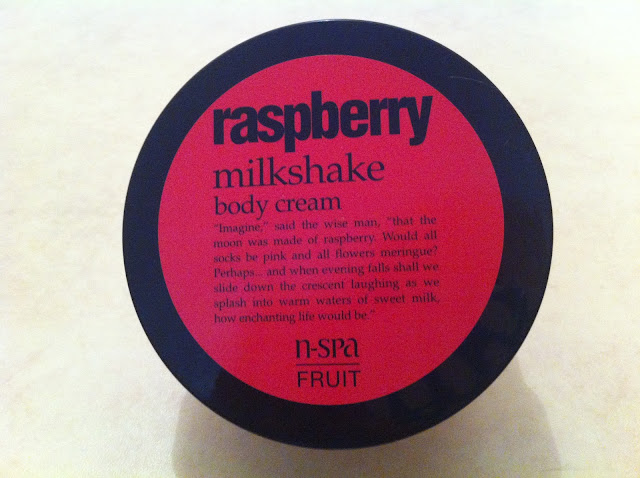 raspberry
milkshake
body cream
"Imagine," said the wise man, "that the
moon was made of raspberry. Would all
socks be pink and all flowers meringue?
Perhaps... and when evening falls shall we
slide down the crescent laughing as we
splash into warm waters of sweet milk,
how enchanting life would be."
n-spa
FRUIT